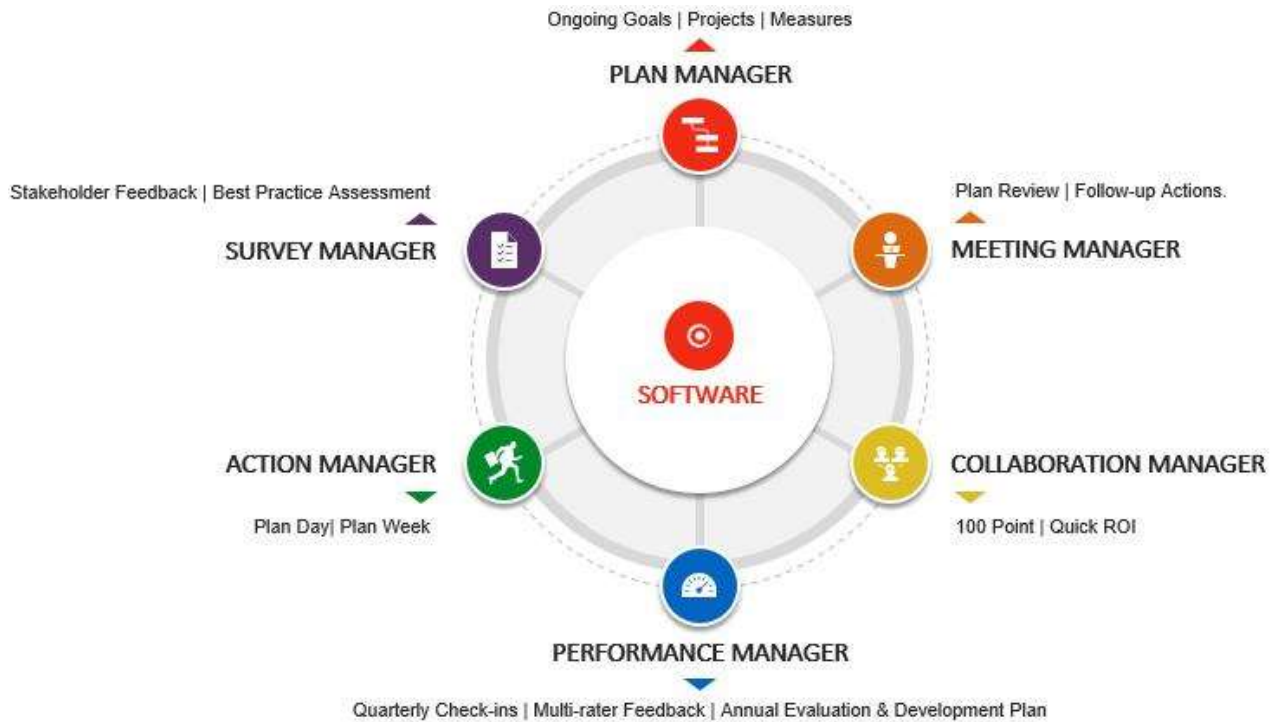 Ongoing Goals | Projects | Measures
PLAN MANAGER
Stakeholder Feedback | Best Practice Assessment
SURVEY MANAGER
Plan Review | Follow-up Actions.
MEETING MANAGER
SOFTWARE
ACTION MANAGER
Plan Day| Plan Week
COLLABORATION MANAGER
100 Point | Quick ROI
PERFORMANCE MANAGER
Quarterly Check-ins | Multi-rater Feedback | Annual Evaluation & Development Plan